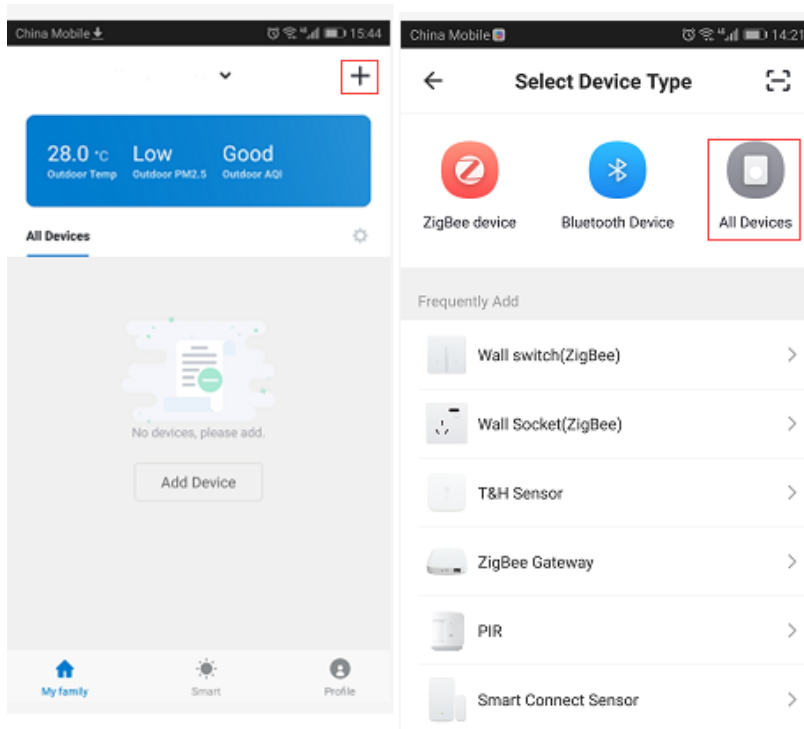 China Mobile 15:44
28.0 °C Low Good
Outdoor Temp Outdoor PM2.5 Outdoor AQI
All Devices
No devices, please add.
Add Device
My family Smart Profile
China Mobile 14:21
Select Device Type
ZigBee device Bluetooth Device All Devices
Frequently Add
Wall switch(ZigBee)
Wall Socket(ZigBee)
T&H Sensor
ZigBee Gateway
PIR
Smart Connect Sensor